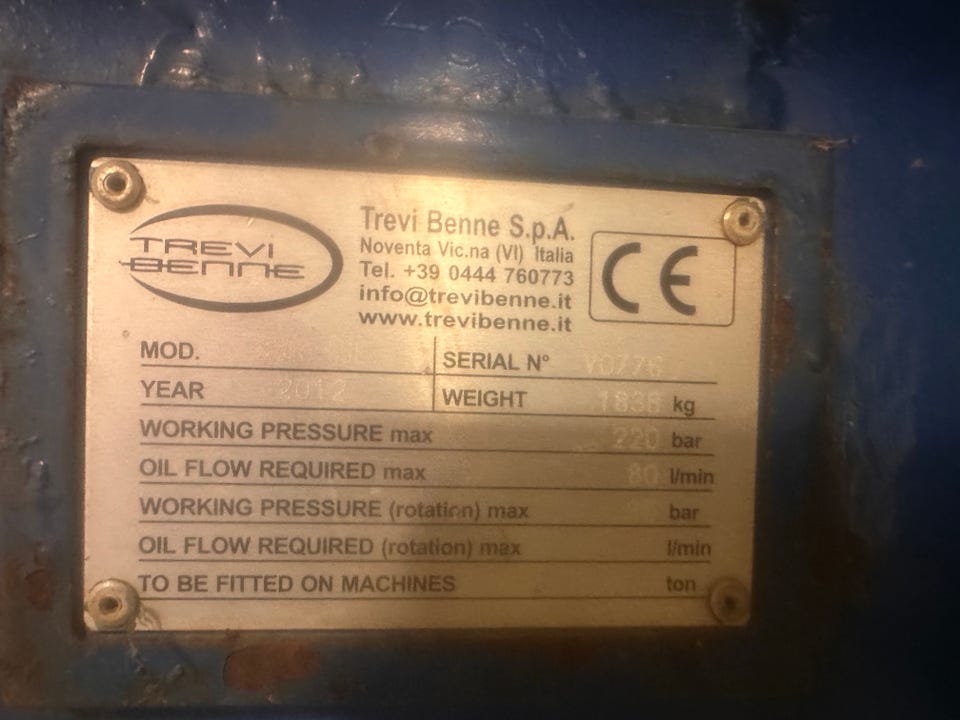 TREVI
BENNE
Trevi Benne S.p.A.
Noventa Vic.na (VI) Italia
Tel. +39 0444 760773
info@trevibenne.it
www.trevibenne.it
CE
MOD. SERIAL N°
YEAR 2012 WEIGHT kg
WORKING PRESSURE max 220 bar
OIL FLOW REQUIRED max 80 l/min
WORKING PRESSURE (rotation) max bar
OIL FLOW REQUIRED (rotation) max l/min
TO BE FITTED ON MACHINES ton